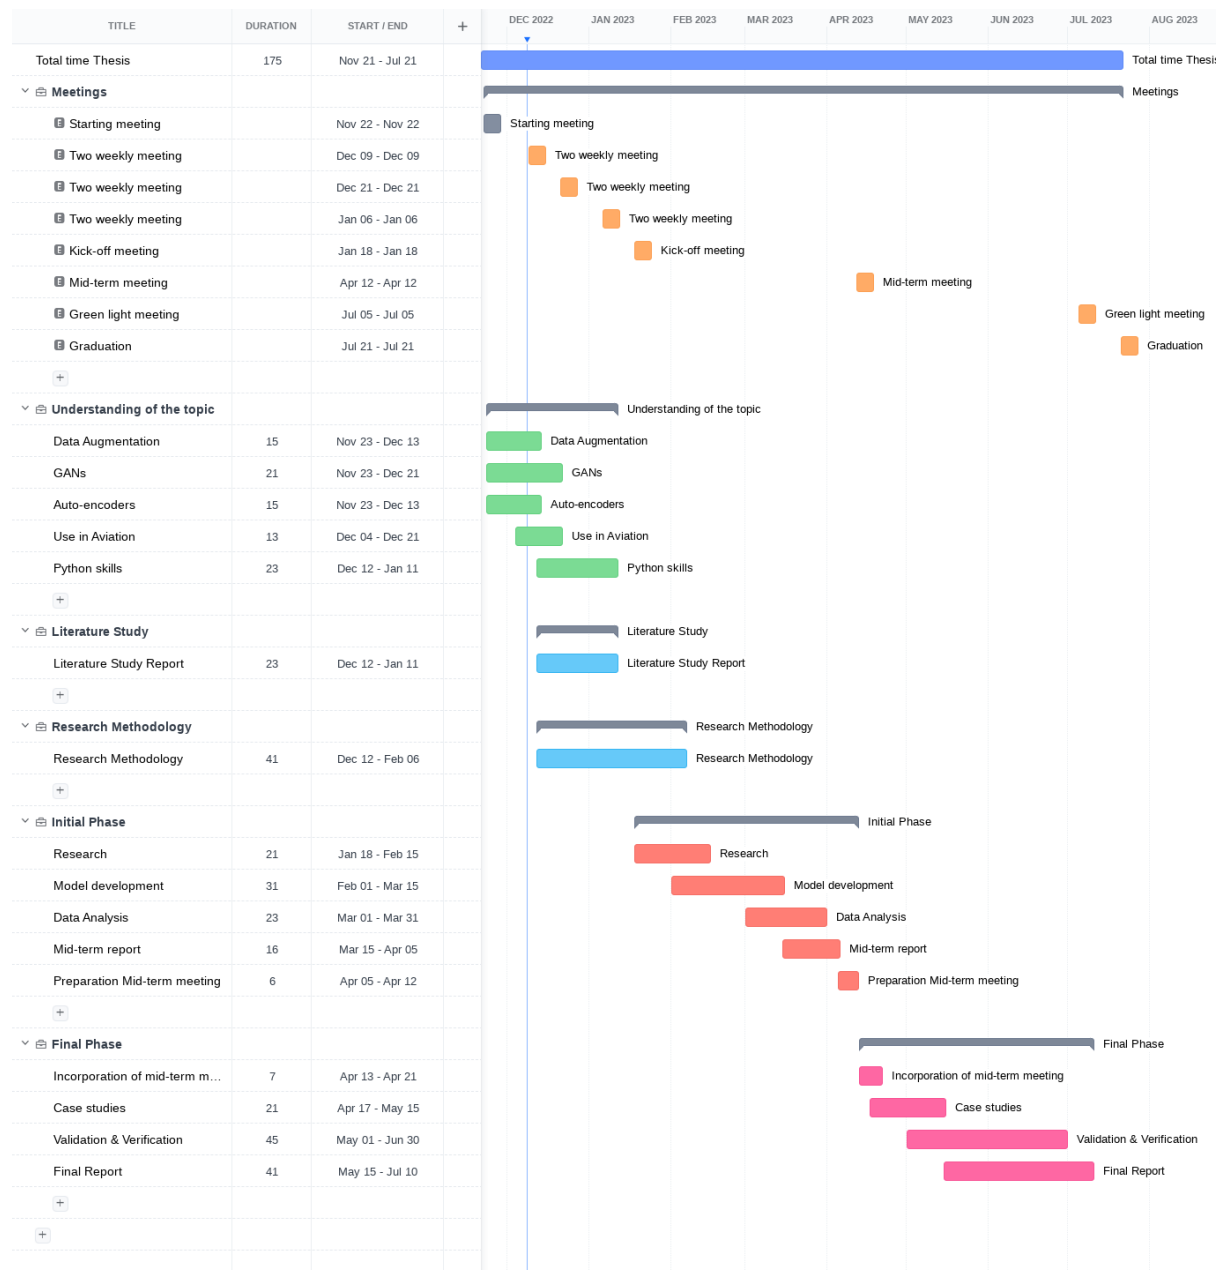 TITLE DURATION START / END + DEC 2022 JAN 2023 FEB 2023 MAR 2023 APR 2023 MAY 2023 JUN 2023 JUL 2023 AUG 2023
Total time Thesis 175 Nov 21 - Jul 21 Total time Thesis
Meetings Meetings
E Starting meeting Nov 22 - Nov 22 Starting meeting
E Two weekly meeting Dec 09 - Dec 09 Two weekly meeting
E Two weekly meeting Dec 21 - Dec 21 Two weekly meeting
E Two weekly meeting Jan 06 - Jan 06 Two weekly meeting
E Kick-off meeting Jan 18 - Jan 18 Kick-off meeting
E Mid-term meeting Apr 12 - Apr 12 Mid-term meeting
E Green light meeting Jul 05 - Jul 05 Green light meeting
E Graduation Jul 21 - Jul 21 Graduation
+
Understanding of the topic Understanding of the topic
Data Augmentation 15 Nov 23 - Dec 13 Data Augmentation
GANs 21 Nov 23 - Dec 21 GANs
Auto-encoders 15 Nov 23 - Dec 13 Auto-encoders
Use in Aviation 13 Dec 04 - Dec 21 Use in Aviation
Python skills 23 Dec 12 - Jan 11 Python skills
+
Literature Study Literature Study
Literature Study Report 23 Dec 12 - Jan 11 Literature Study Report
+
Research Methodology Research Methodology
Research Methodology 41 Dec 12 - Feb 06 Research Methodology
+
Initial Phase Initial Phase
Research 21 Jan 18 - Feb 15 Research
Model development 31 Feb 01 - Mar 15 Model development
Data Analysis 23 Mar 01 - Mar 31 Data Analysis
Mid-term report 16 Mar 15 - Apr 05 Mid-term report
Preparation Mid-term meeting 6 Apr 05 - Apr 12 Preparation Mid-term meeting
+
Final Phase Final Phase
Incorporation of mid-term m... 7 Apr 13 - Apr 21 Incorporation of mid-term meeting
Case studies 21 Apr 17 - May 15 Case studies
Validation & Verification 45 May 01 - Jun 30 Validation & Verification
Final Report 41 May 15 - Jul 10 Final Report
+
+